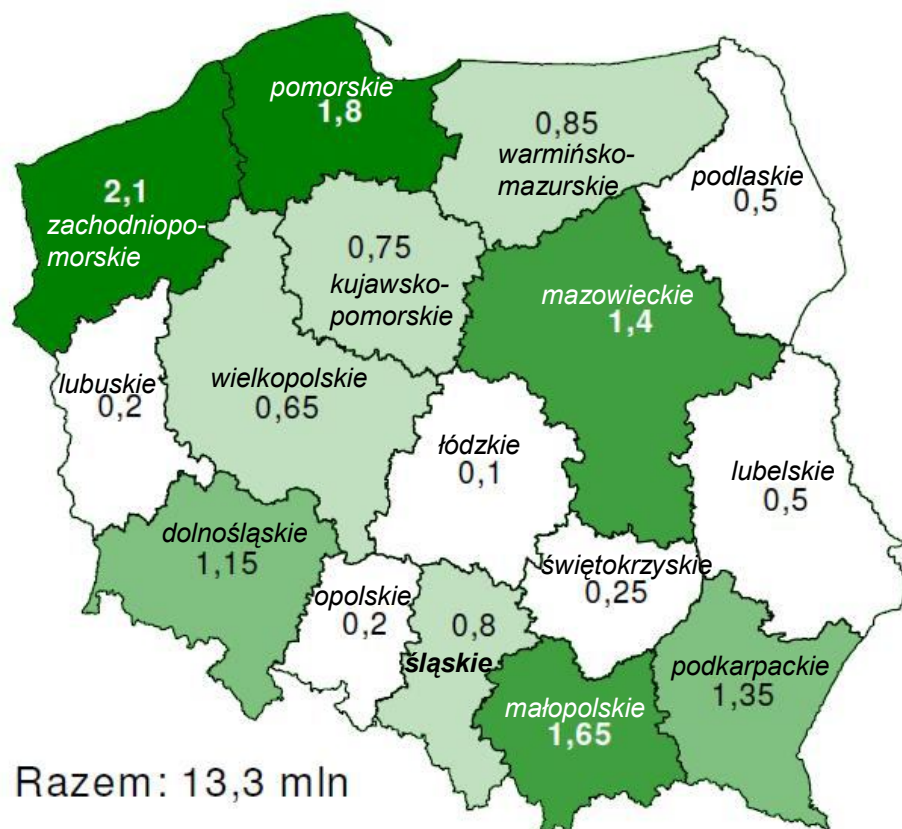 pomorskie
1,8
0,85
warmińsko-
mazurskie
podlaskie
0,5
2,1
zachodniopo-
morskie
0,75
kujawsko-
pomorskie
mazowieckie
1,4
lubuskie
0,2
wielkopolskie
0,65
łódzkie
0,1
lubelskie
0,5
dolnośląskie
1,15
świętokrzyskie
0,25
opolskie
0,2
0,8
śląskie
podkarpackie
1,35
małopolskie
1,65
Razem: 13,3 mln